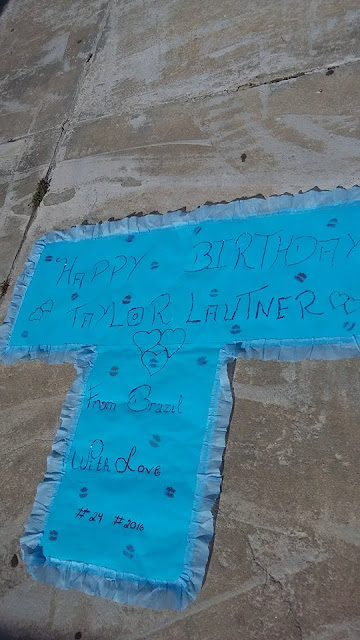 HAPPY BIRTHDAY
TAYLOR LAUTNER
From Brazil
With Love
#24 #2016